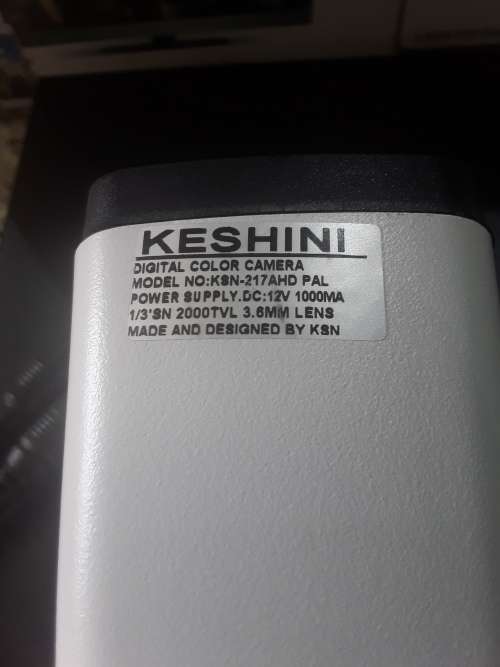 KESHINI
DIGITAL COLOR CAMERA
MODEL NO:KSN-217AHD PAL
POWER SUPPLY.DC:12V 1000MA
1/3'SN 2000TVL 3.6MM LENS
MADE AND DESIGNED BY KSN